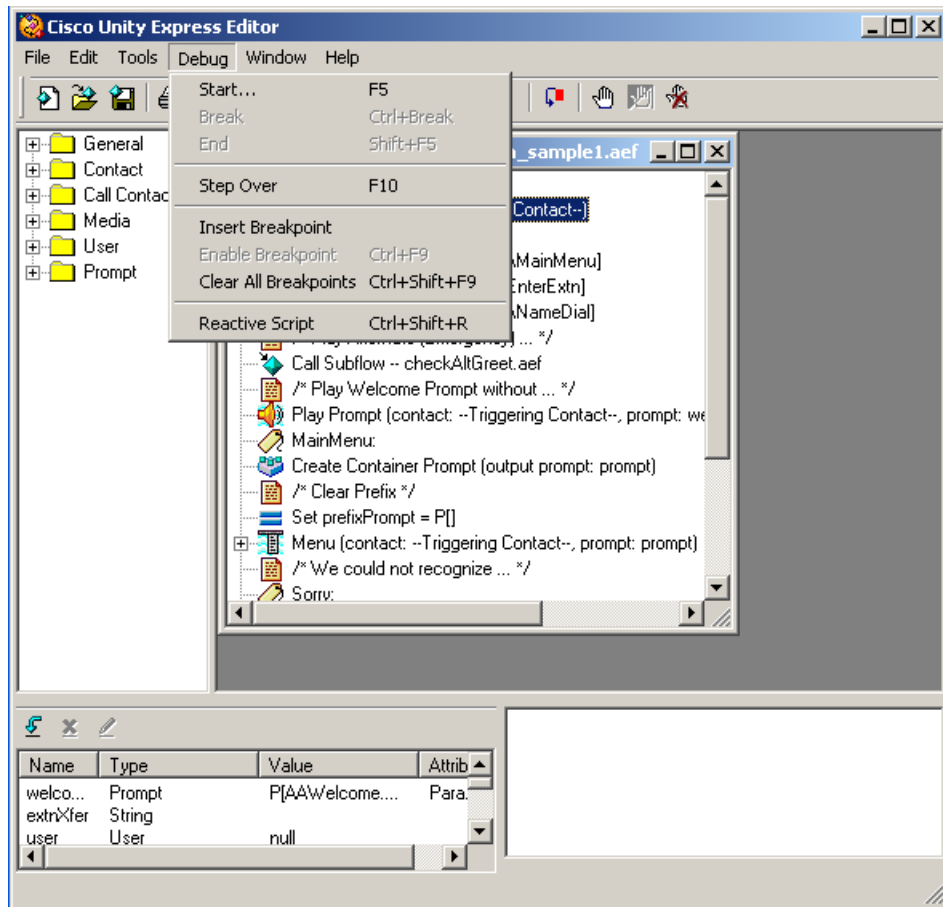 Cisco Unity Express Editor
File Edit Tools Debug Window Help
Start... F5
Break Ctrl+Break
End Shift+F5
Step Over F10
Insert Breakpoint
Enable Breakpoint Ctrl+F9
Clear All Breakpoints Ctrl+Shift+F9
Reactive Script Ctrl+Shift+R
General
Contact
Call Contac
Media
User
Prompt
_sample1.aef
Contact--)
MainMenu]
EnterExtn]
NameDial]
/* Play Alternate (Emergency) ... */
Call Subflow -- checkAltGreet.aef
/* Play Welcome Prompt without ... */
Play Prompt (contact: --Triggering Contact--, prompt: we
MainMenu:
Create Container Prompt (output prompt: prompt)
/* Clear Prefix */
Set prefixPrompt = P[]
Menu (contact: --Triggering Contact--, prompt: prompt)
/* We could not recognize ... */
Sorry:
Name Type Value Attrib
welco... Prompt P[AAWelcome.... Para.
extnXfer String
user User null